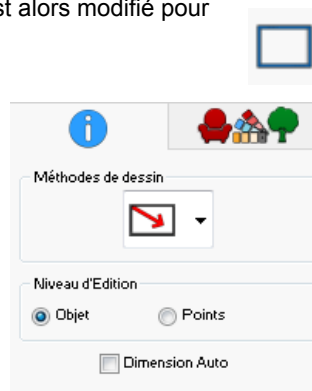 st alors modifié pour
Méthodes de dessin
Niveau d'Edition
Objet Points
Dimension Auto